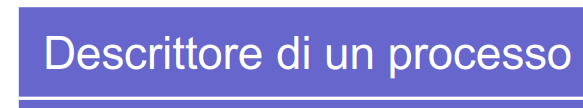 Descrittore di un processo